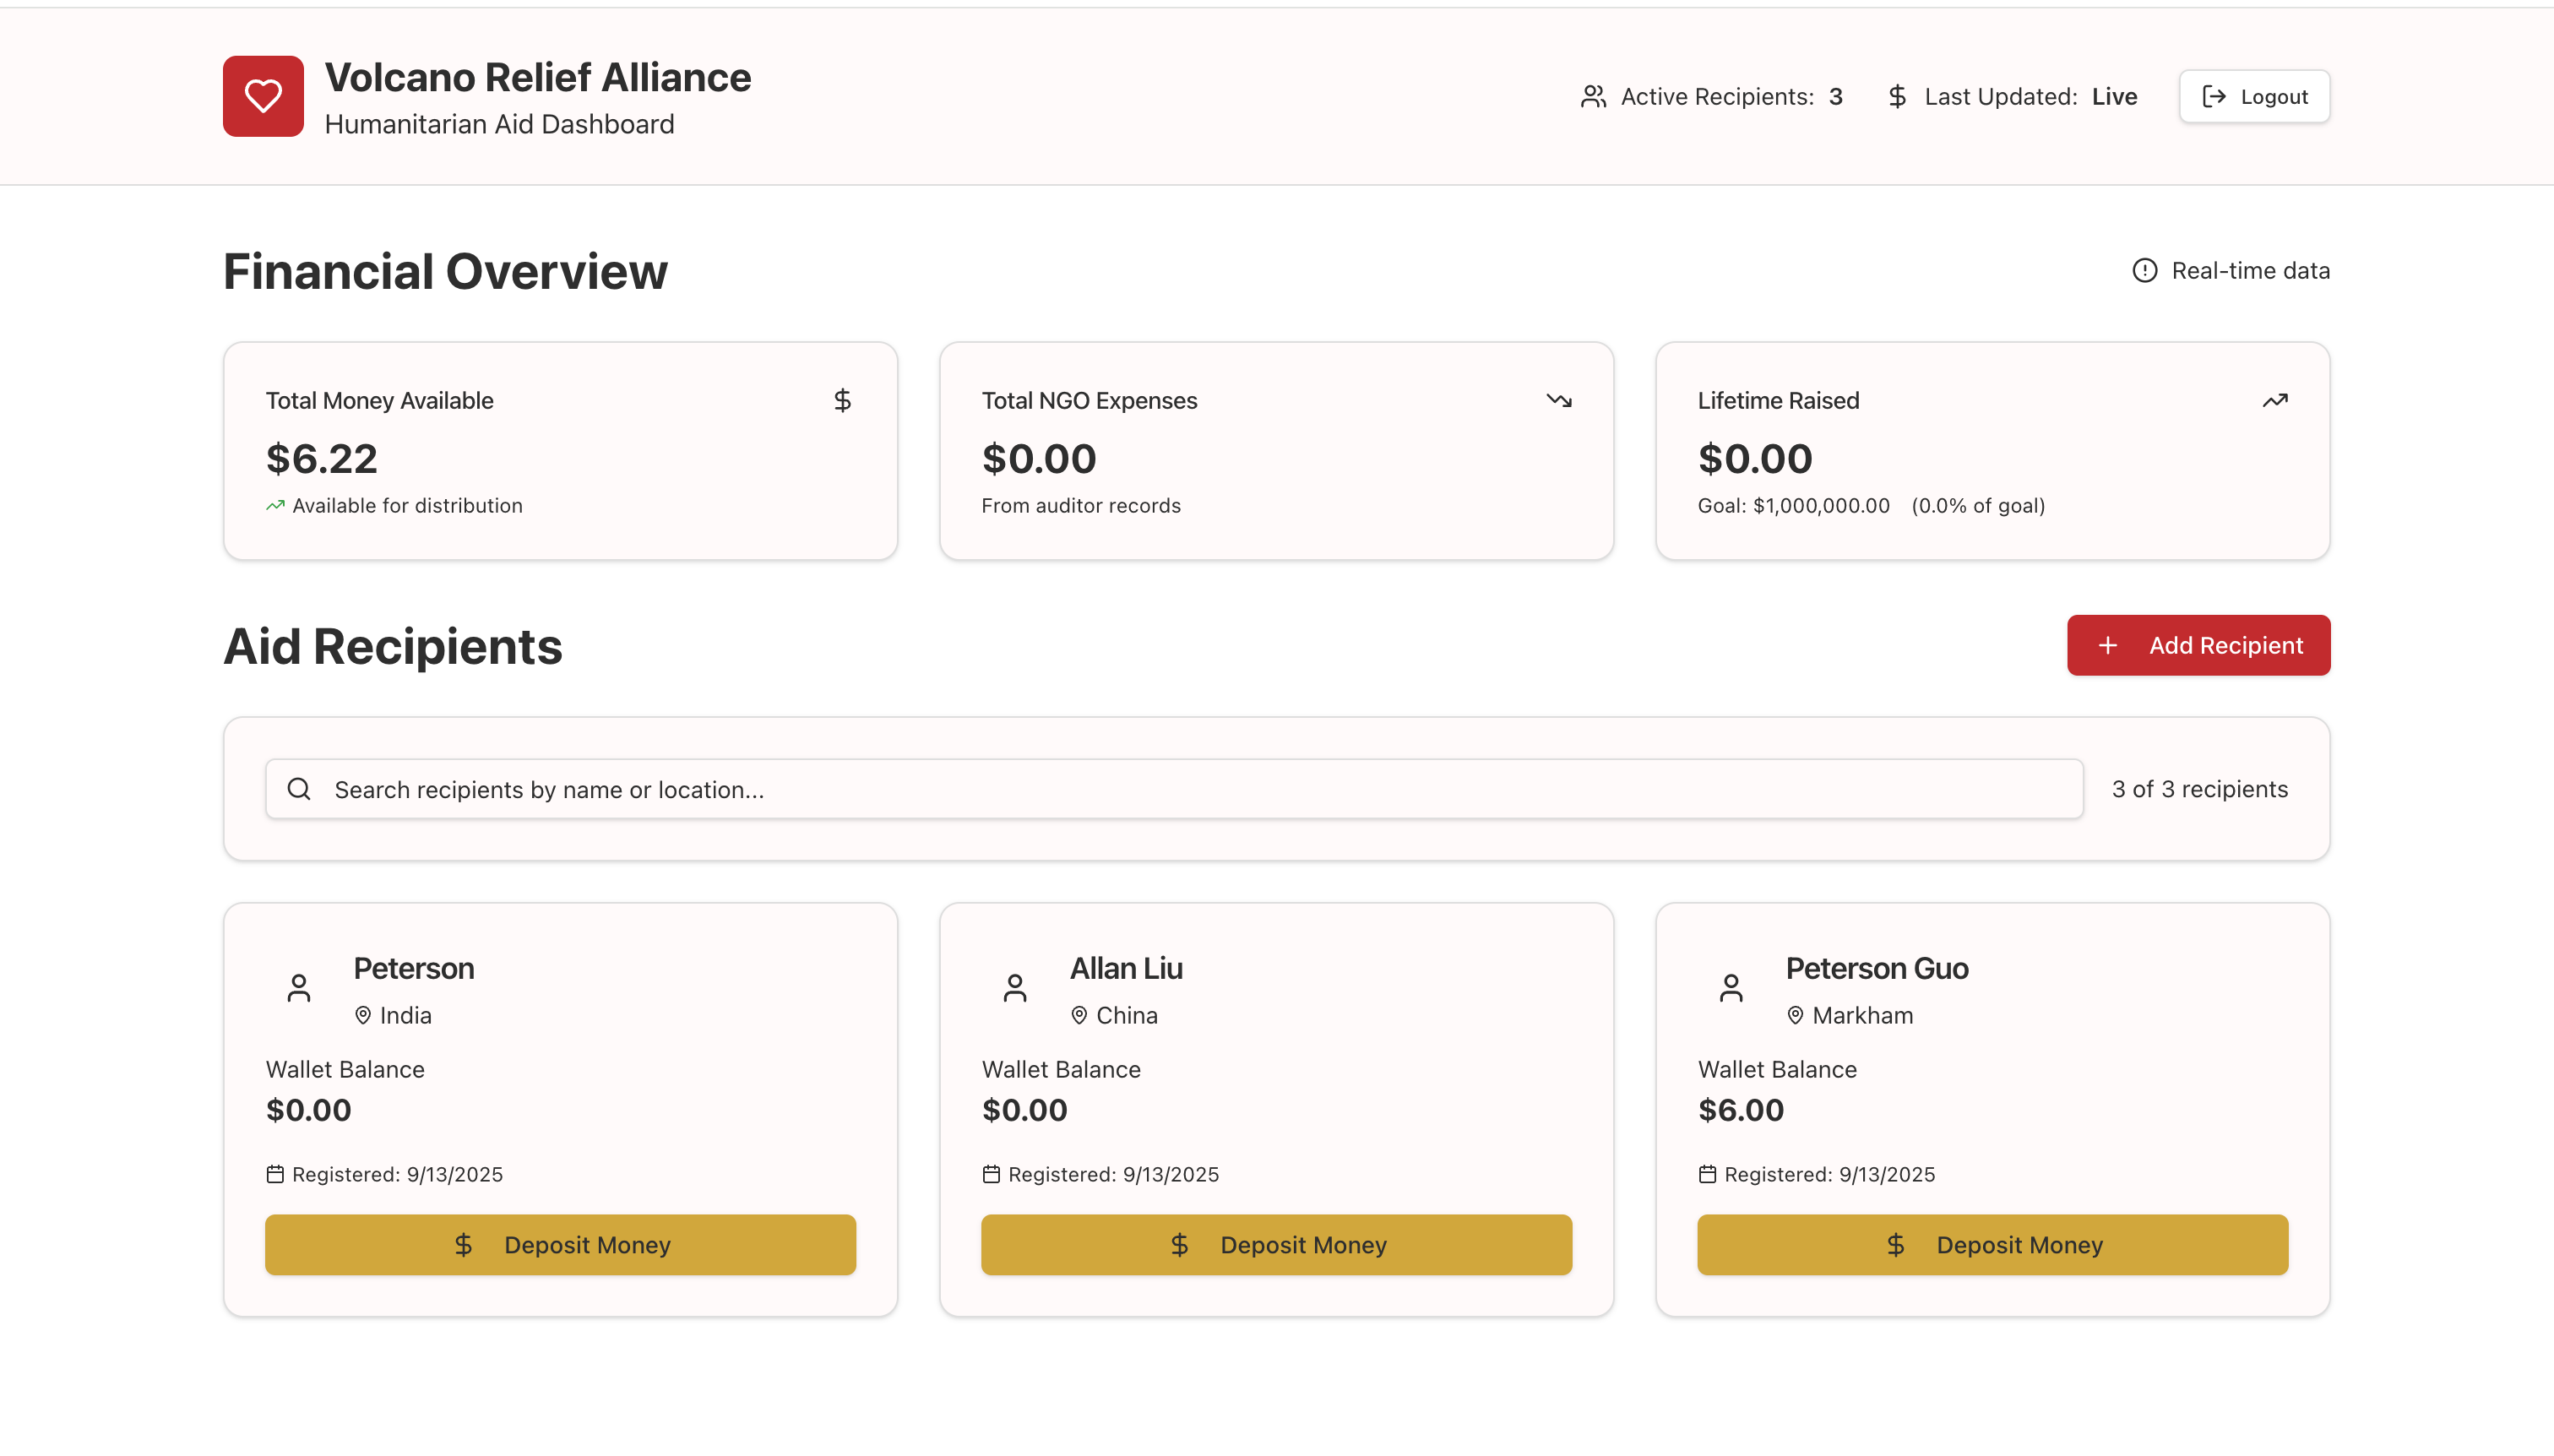 Volcano Relief Alliance
Humanitarian Aid Dashboard
Active Recipients: 3
Last Updated: Live
Logout
Financial Overview
Real-time data
Total Money Available
$6.22
Available for distribution
Total NGO Expenses
$0.00
From auditor records
Lifetime Raised
$0.00
Goal: $1,000,000.00 (0.0% of goal)
Aid Recipients
Add Recipient
Search recipients by name or location...
3 of 3 recipients
Peterson
India
Wallet Balance
$0.00
Registered: 9/13/2025
$ Deposit Money
Allan Liu
China
Wallet Balance
$0.00
Registered: 9/13/2025
$ Deposit Money
Peterson Guo
Markham
Wallet Balance
$6.00
Registered: 9/13/2025
$ Deposit Money